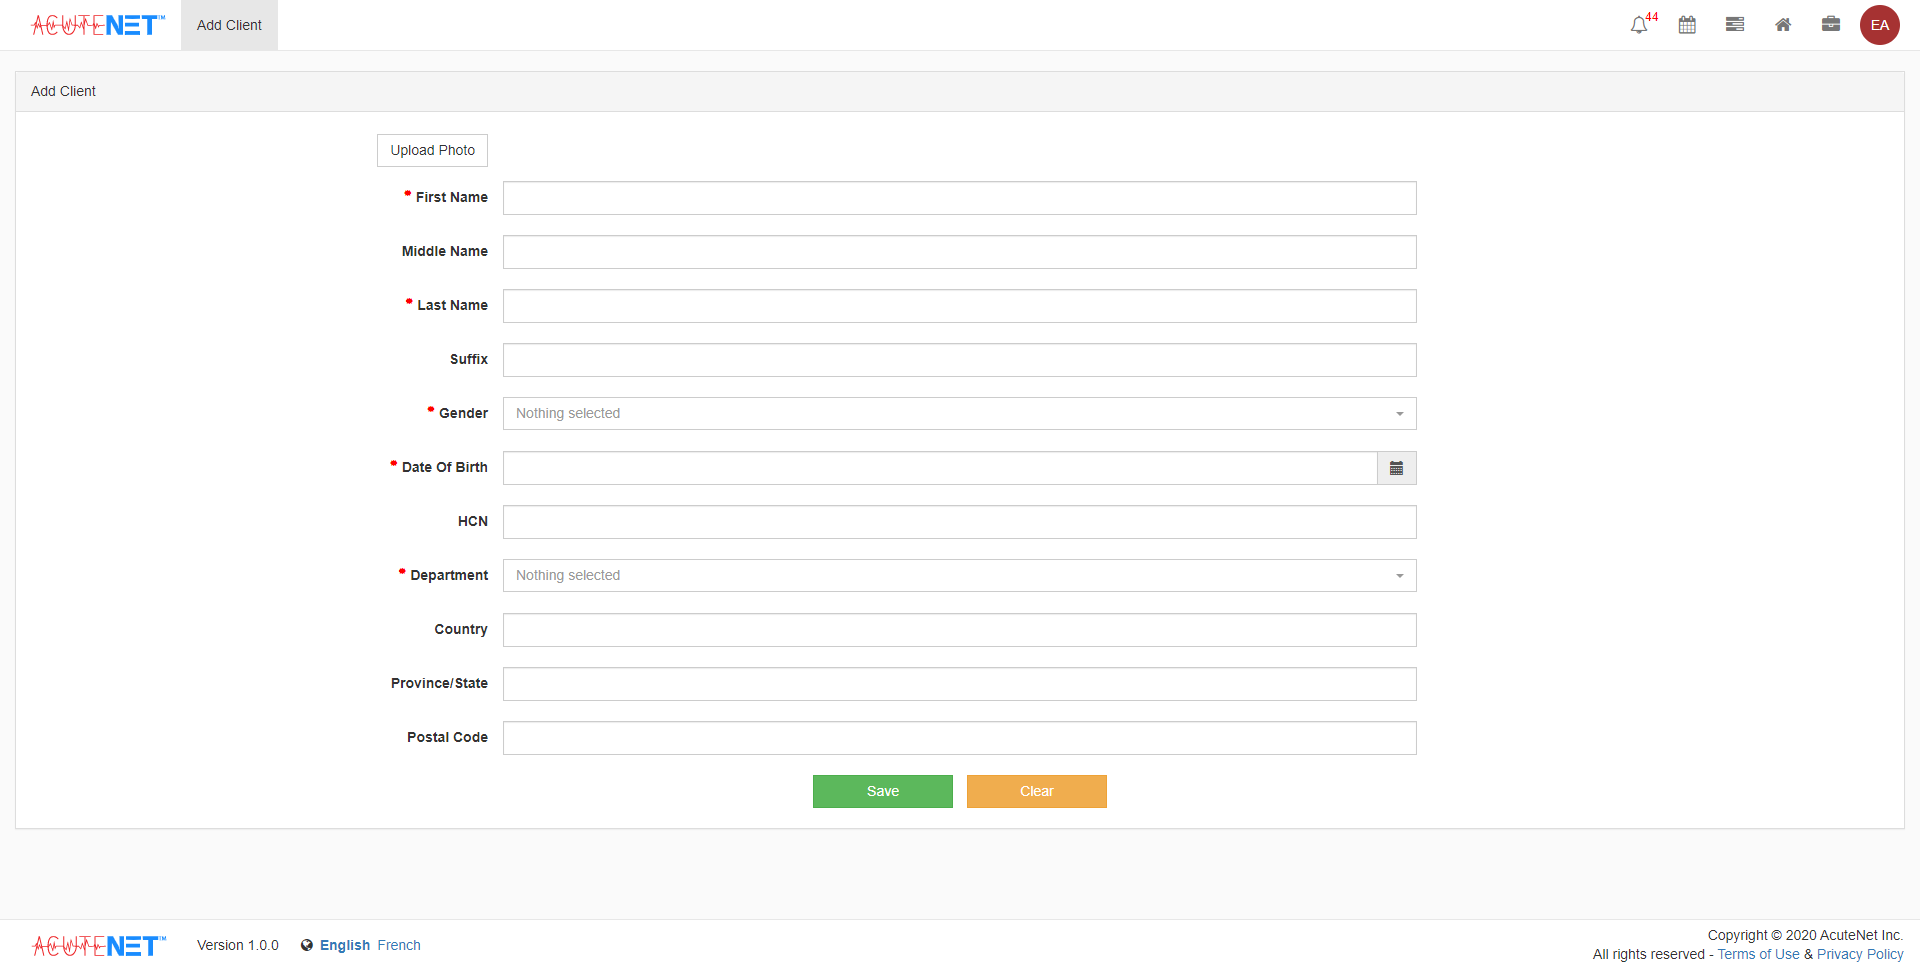 ACUTENET™ Add Client 44 EA
Add Client
Upload Photo
* First Name
Middle Name
* Last Name
Suffix
* Gender Nothing selected
* Date Of Birth
HCN
* Department Nothing selected
Country
Province/State
Postal Code
Save Clear
ACUTENET™ Version 1.0.0 English French
Copyright © 2020 AcuteNet Inc.
All rights reserved - Terms of Use & Privacy Policy